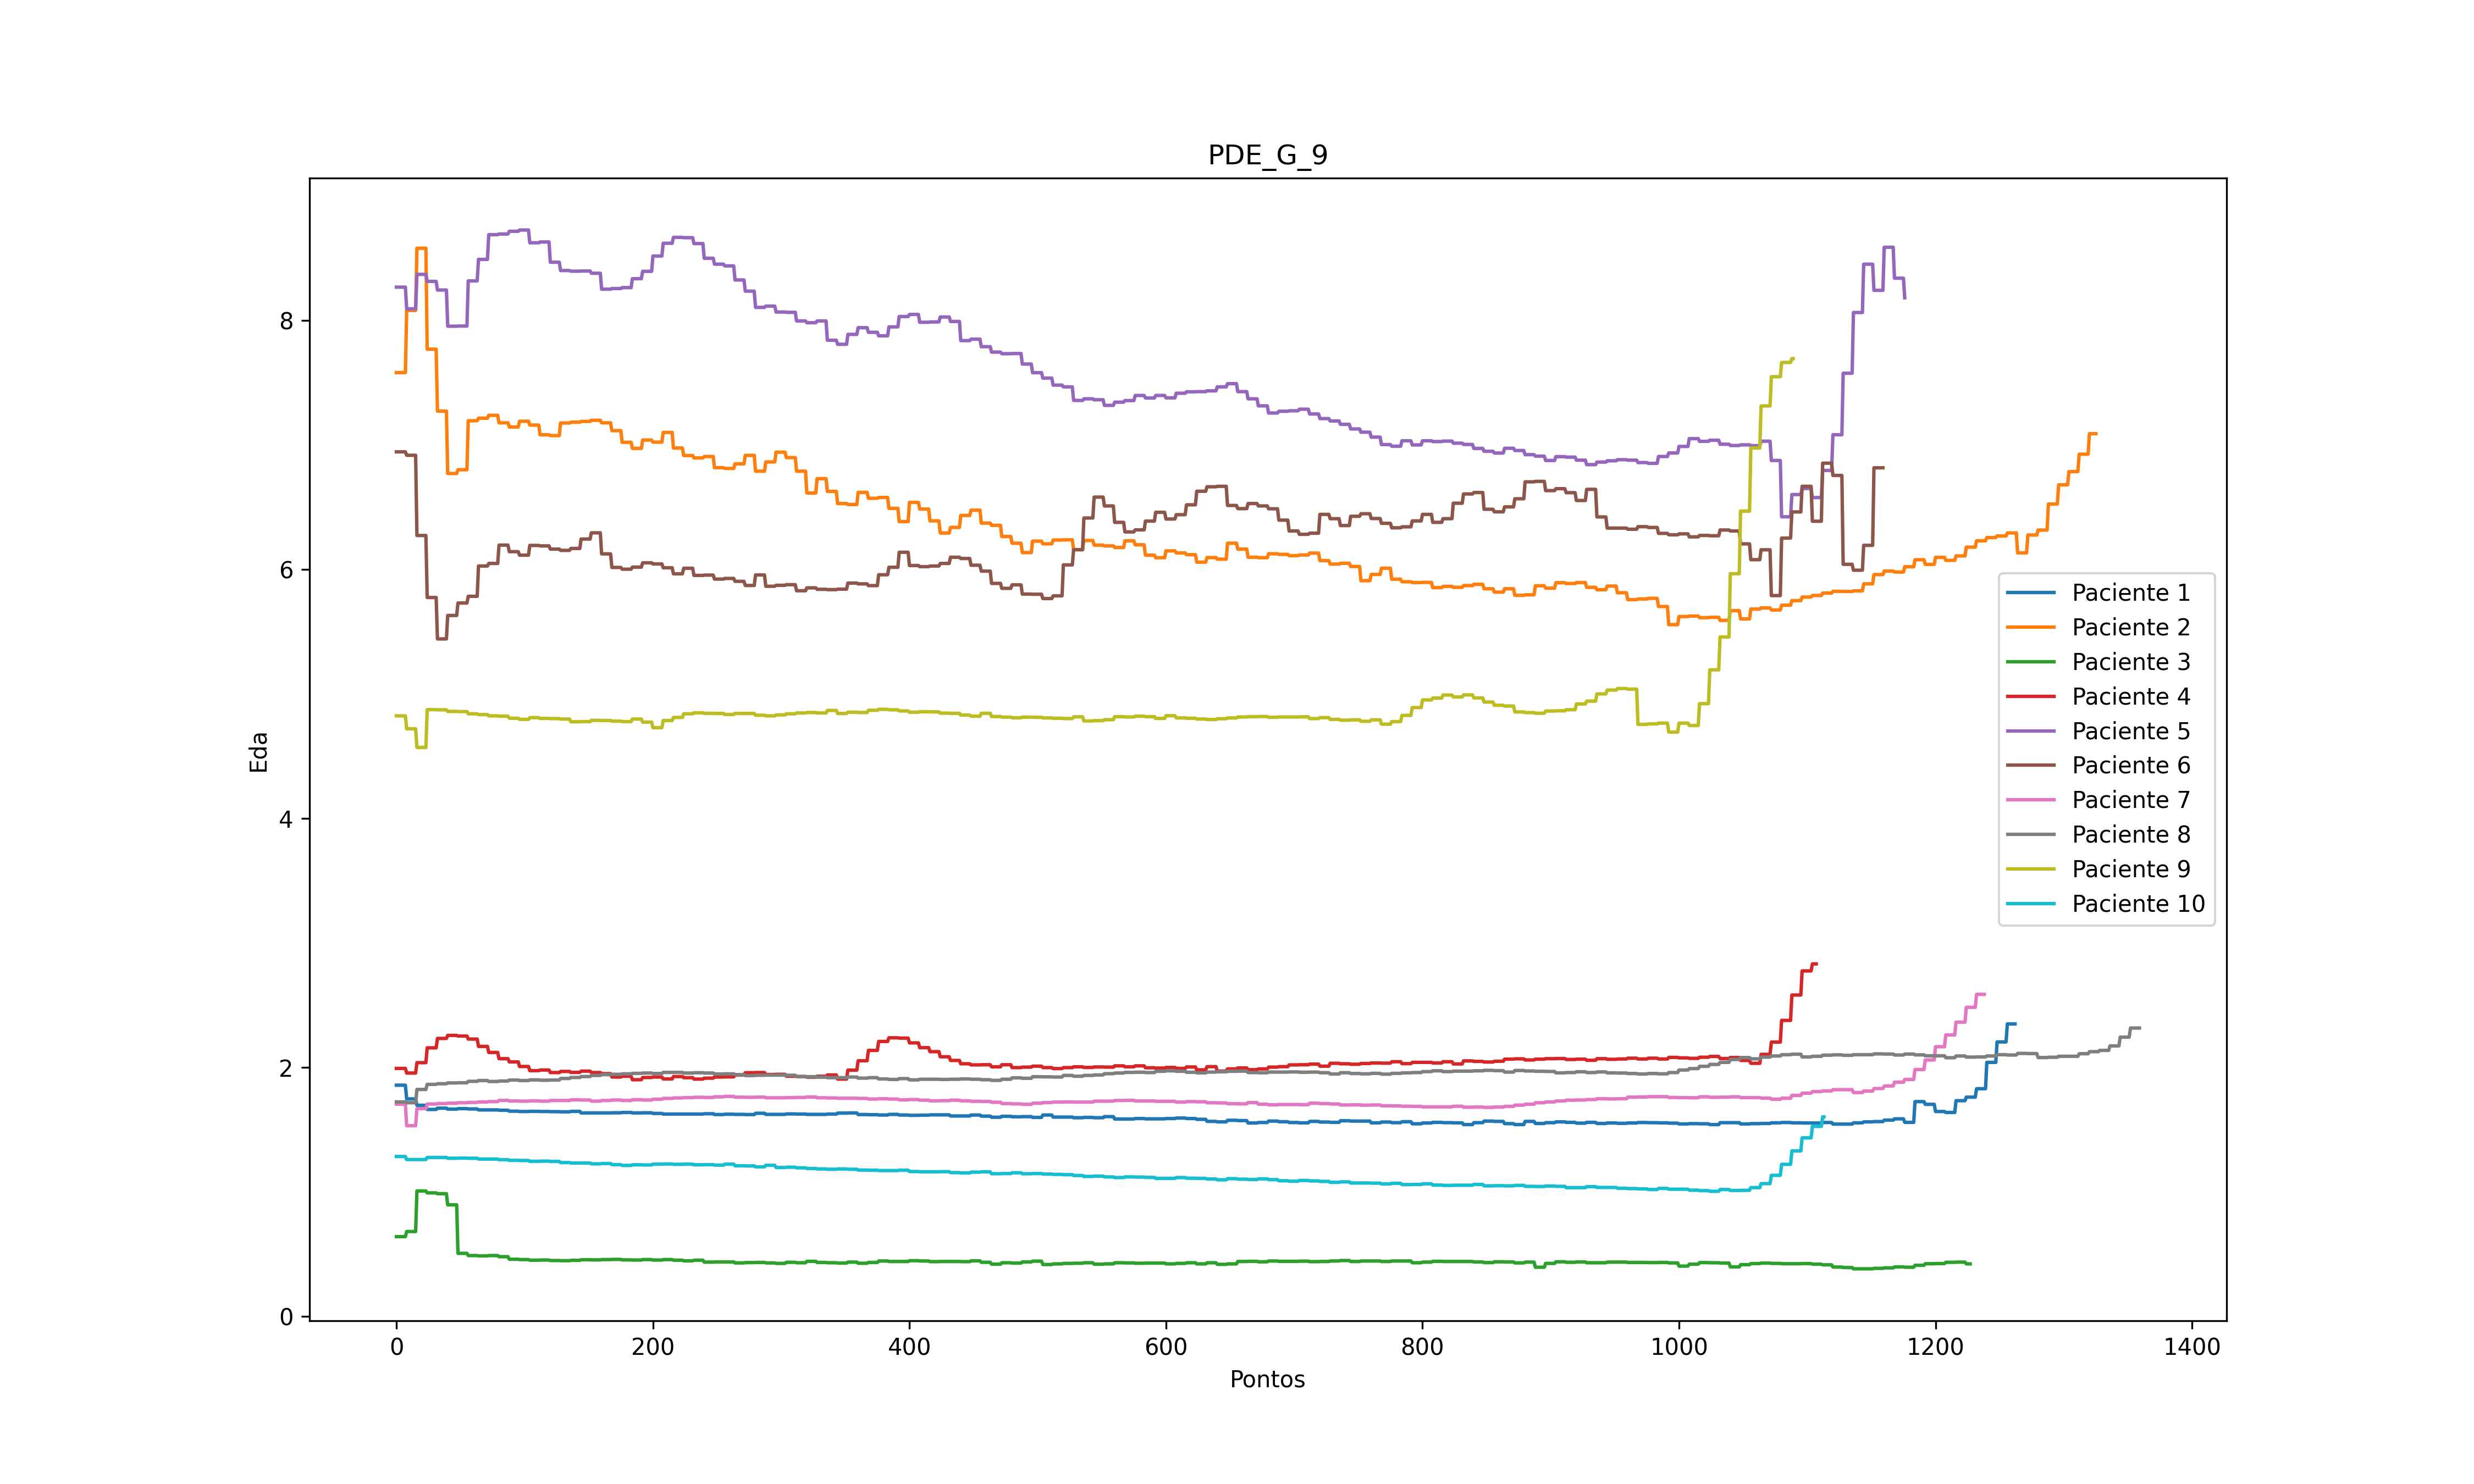 PDE_G_9
Eda
8
6
4
2
0
0 200 400 600 800 1000 1200 1400
Pontos
Paciente 1
Paciente 2
Paciente 3
Paciente 4
Paciente 5
Paciente 6
Paciente 7
Paciente 8
Paciente 9
Paciente 10